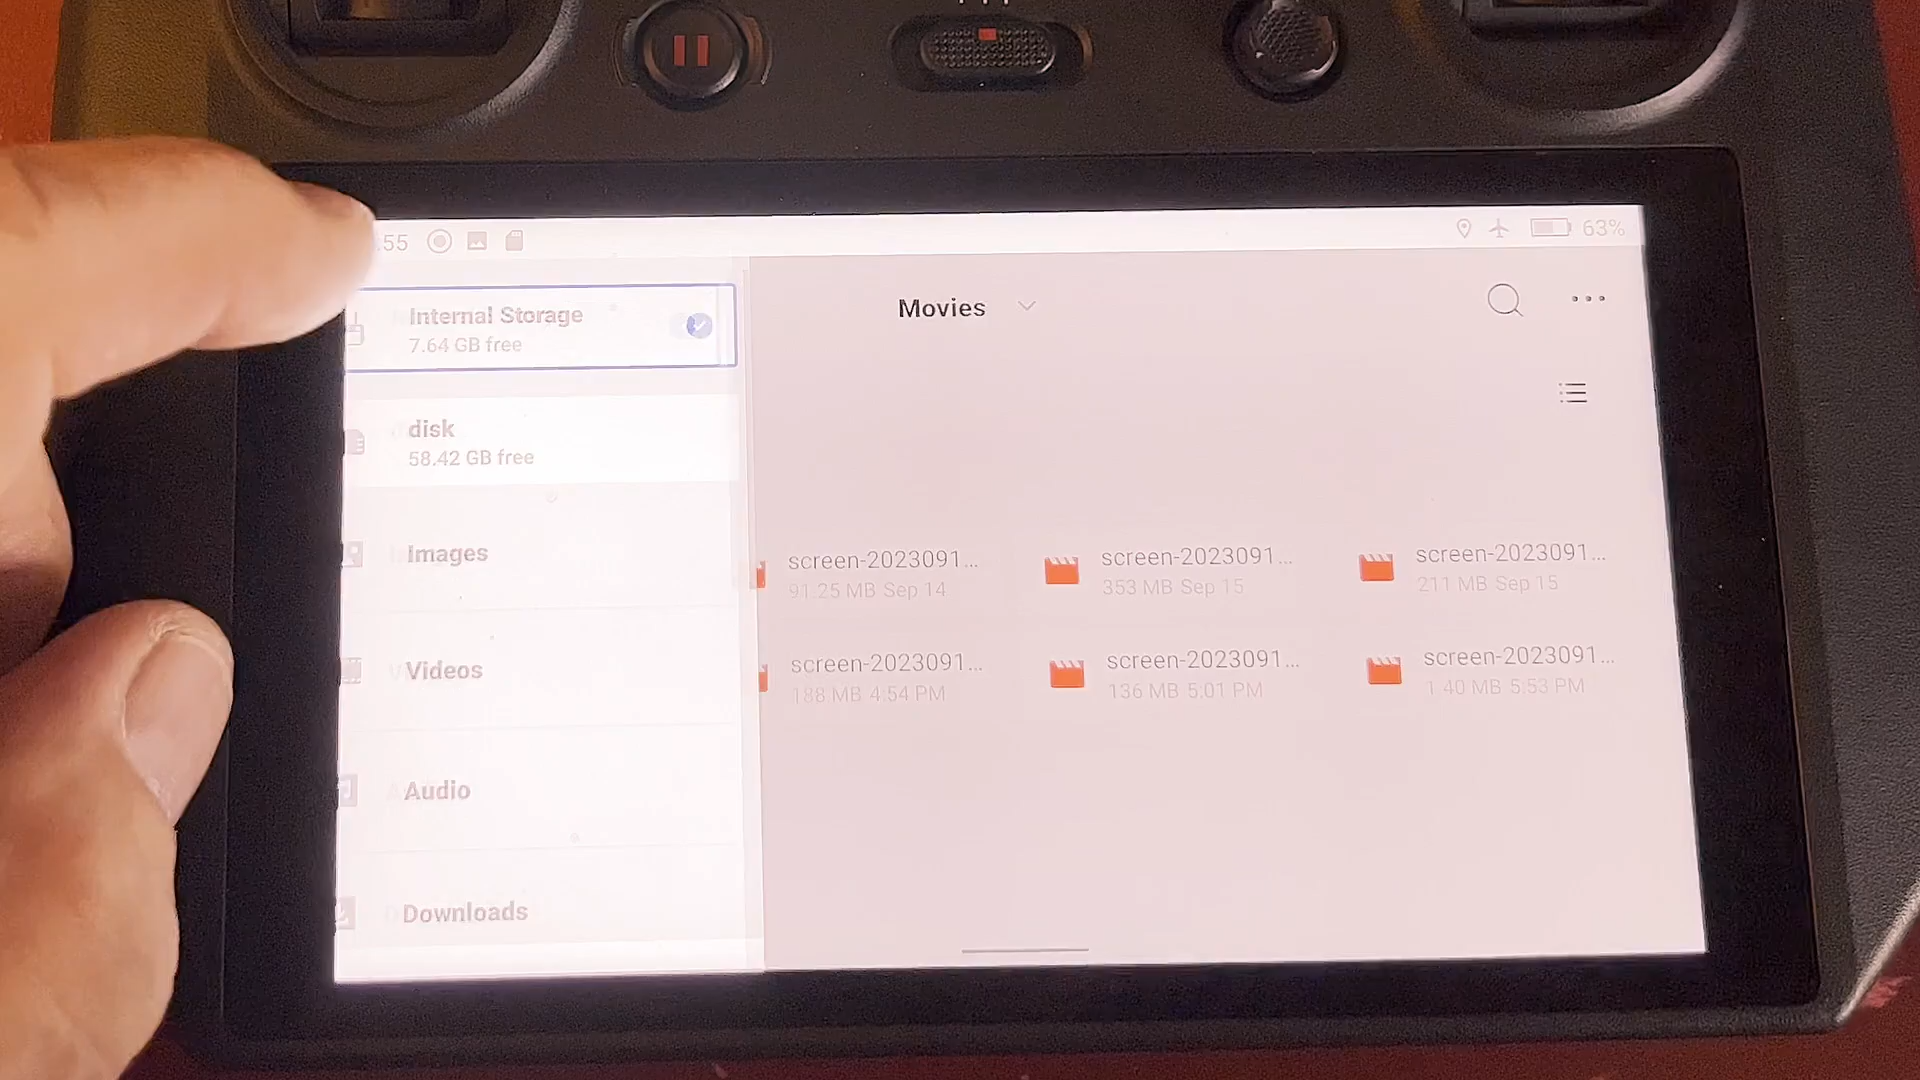 :55
63%
Internal Storage
7.64 GB free
disk
58.42 GB free
Images
Videos
Audio
Downloads
Movies
screen-2023091...
91.25 MB Sep 14
screen-2023091...
353 MB Sep 15
screen-2023091...
211 MB Sep 15
screen-2023091...
188 MB 4:54 PM
screen-2023091...
136 MB 5:01 PM
screen-2023091...
1.40 MB 5:53 PM